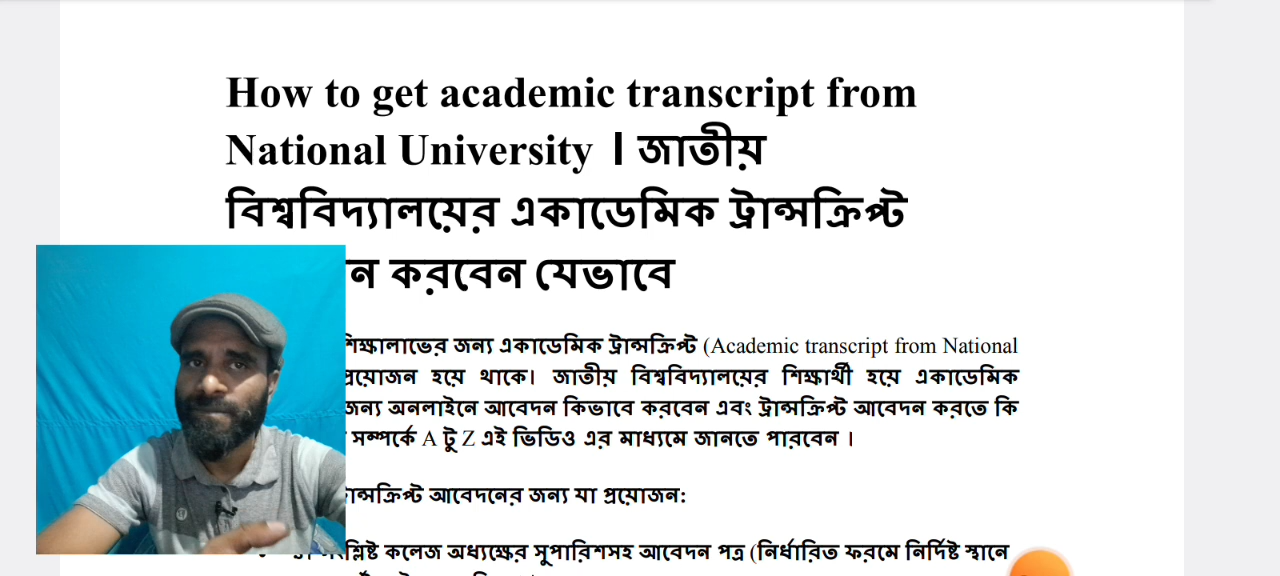 How to get academic transcript from
National University । জাতীয়
বিশ্ববিদ্যালয়ের একাডেমিক ট্রান্সক্রিপ্ট
করবেন যেভাবে
জন্য একাডেমিক ট্রান্সক্রিপ্ট (Academic transcript from National
প্রয়োজন হয়ে থাকে। জাতীয় বিশ্ববিদ্যালয়ের শিক্ষার্থী হয়ে একাডেমিক
জন্য অনলাইনে আবেদন কিভাবে করবেন এবং ট্রান্সক্রিপ্ট আবেদন করতে কি
সম্পর্কে A টু Z এই ভিডিও এর মাধ্যমে জানতে পারবেন ।
ট্রান্সক্রিপ্ট আবেদনের জন্য যা প্রয়োজন:
কলেজ অধ্যক্ষের সুপারিশসহ আবেদন পত্র (নির্ধারিত ফরমে নির্দিষ্ট স্থানে